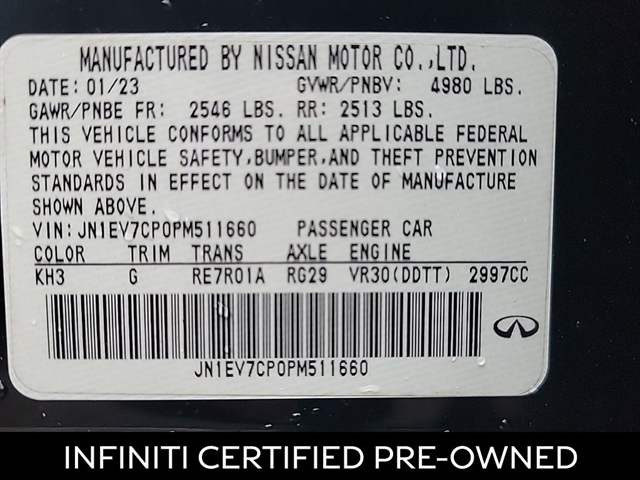 MANUFACTURED BY NISSAN MOTOR CO.,LTD.
DATE: 01/23 GVWR/PNBV: 4980 LBS.
GAWR/PNBE FR: 2546 LBS. RR: 2513 LBS.
THIS VEHICLE CONFORMS TO ALL APPLICABLE FEDERAL
MOTOR VEHICLE SAFETY,BUMPER,AND THEFT PREVENTION
STANDARDS IN EFFECT ON THE DATE OF MANUFACTURE
SHOWN ABOVE.
VIN:JN1EV7CP0PM511660 PASSENGER CAR
COLOR TRIM TRANS AXLE ENGINE
KH3 G RE7R01A RG29 VR30(DDTT) 2997CC
JN1EV7CP0PM511660
INFINITI CERTIFIED PRE-OWNED